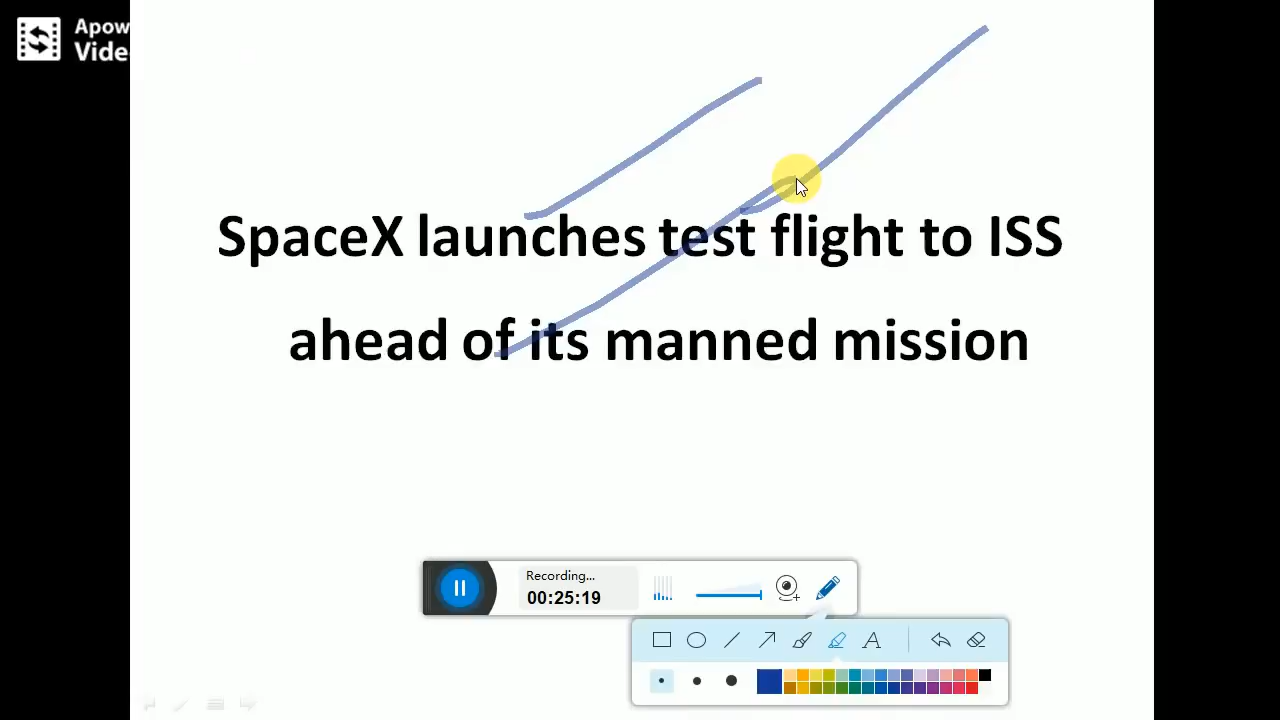 Apow
Vide
SpaceX launches test flight to ISS
ahead of its manned mission
Recording...
00:25:19
A